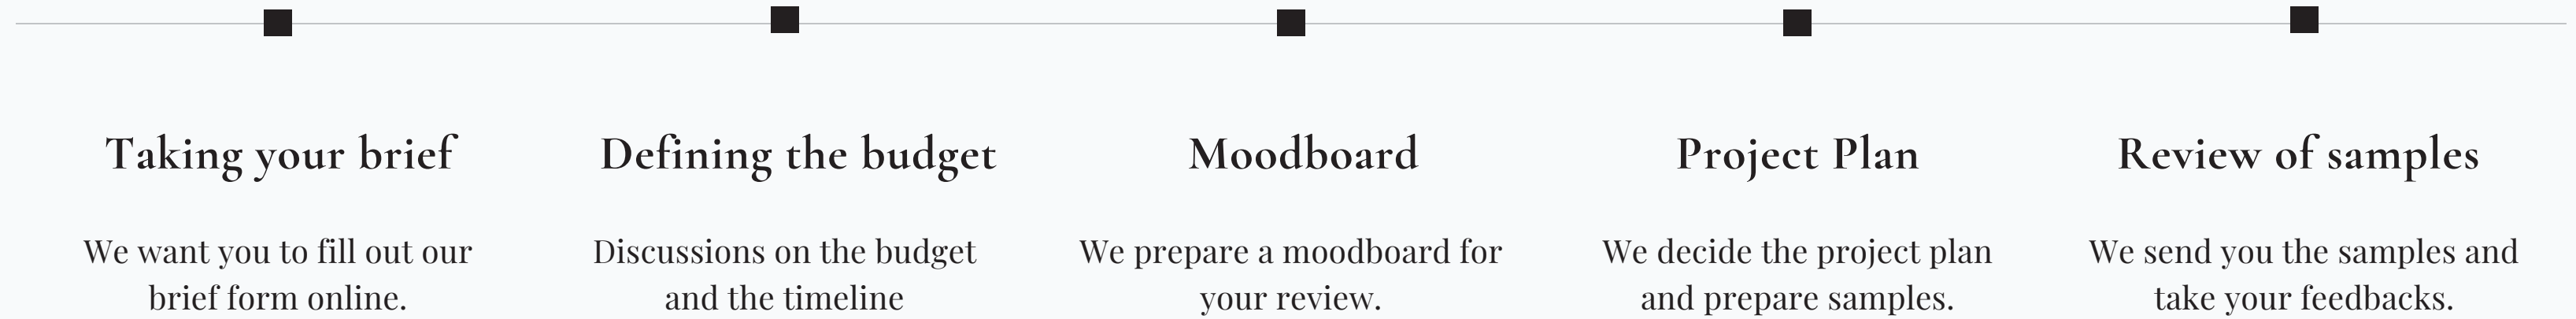 Taking your brief
We want you to fill out our
brief form online.
Defining the budget
Discussions on the budget
and the timeline
Moodboard
We prepare a moodboard for
your review.
Project Plan
We decide the project plan
and prepare samples.
Review of samples
We send you the samples and
take your feedbacks.